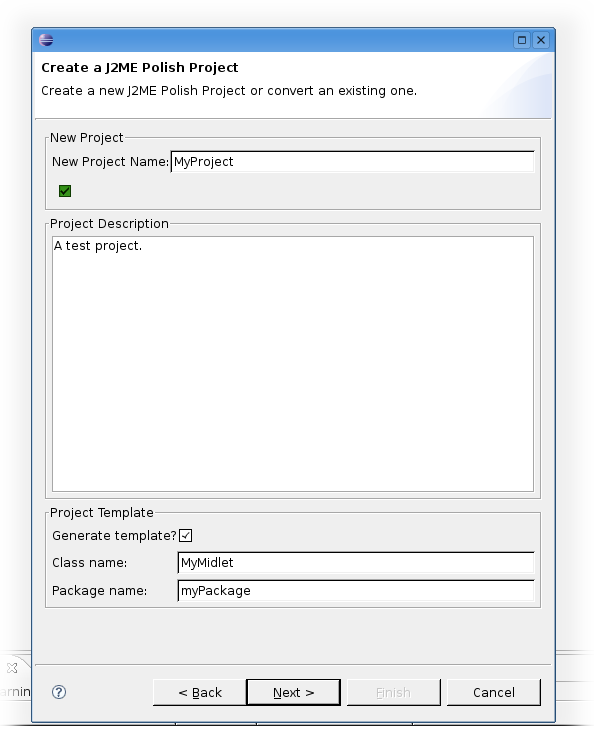 Create a J2ME Polish Project
Create a new J2ME Polish Project or convert an existing one.
New Project
New Project Name: MyProject
Project Description
A test project.
Project Template
Generate template?
Class name: MyMidlet
Package name: myPackage
< Back Next > Finish Cancel